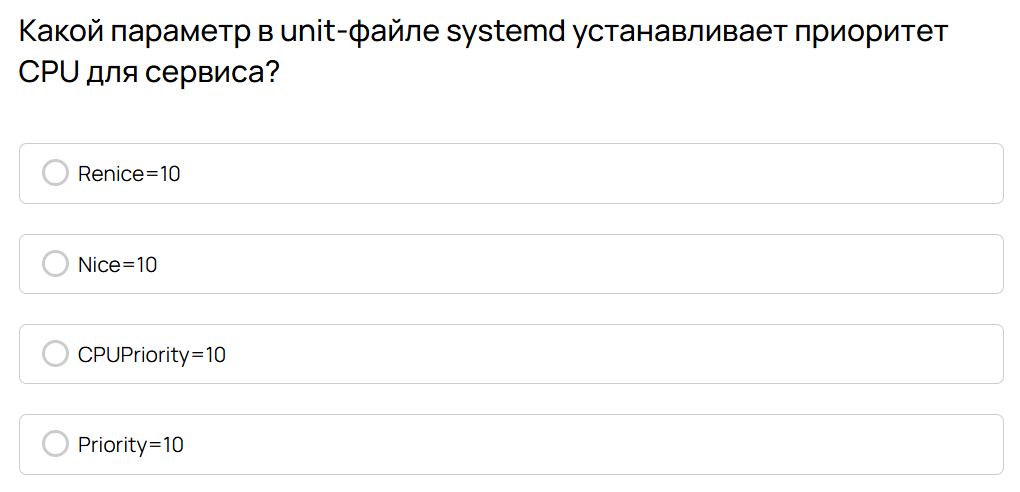 Какой параметр в unit-файле systemd устанавливает приоритет
CPU для сервиса?
Renice=10
Nice=10
CPUPriority=10
Priority=10